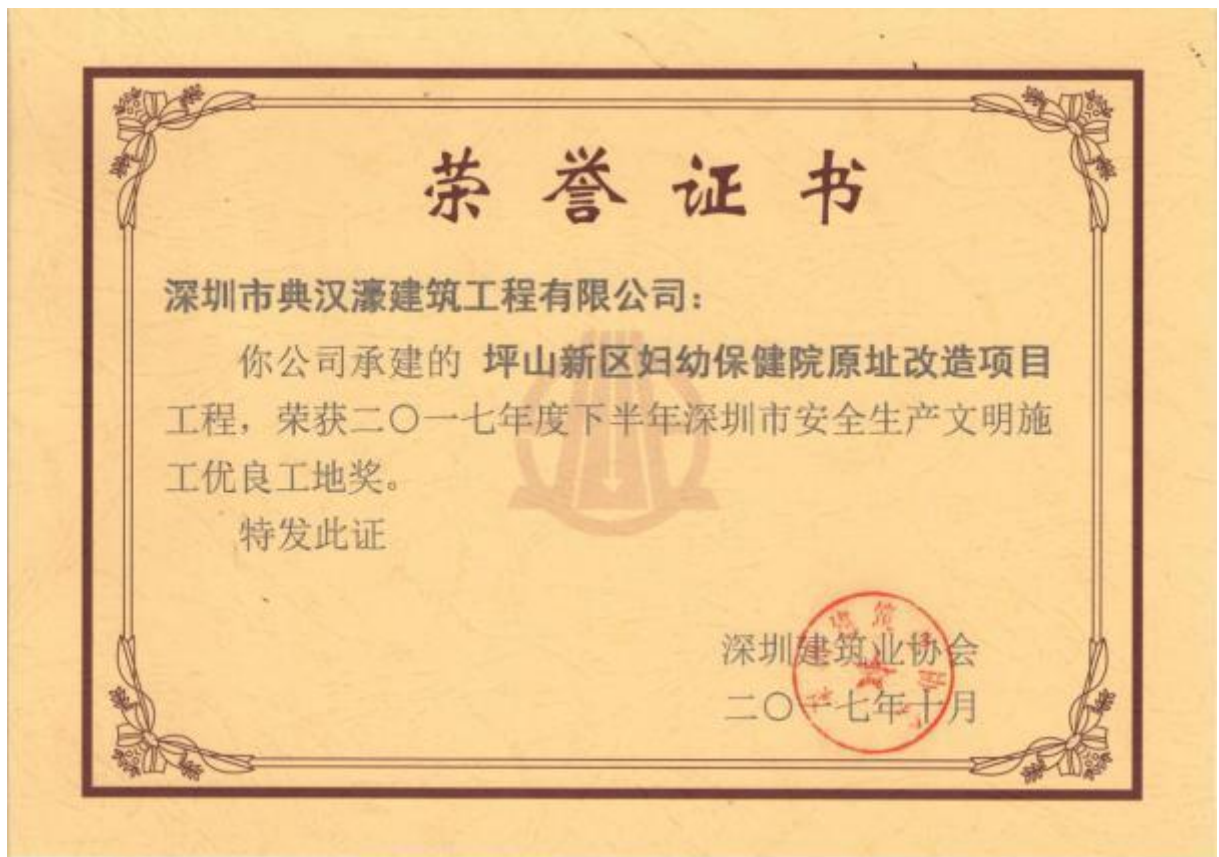 荣誉证书
深圳市典汉濠建筑工程有限公司：
你公司承建的 坪山新区妇幼保健院原址改造项目
工程，荣获二〇一七年度下半年深圳市安全生产文明施
工优良工地奖。
特发此证
深圳建筑业协会
二〇一七年十月